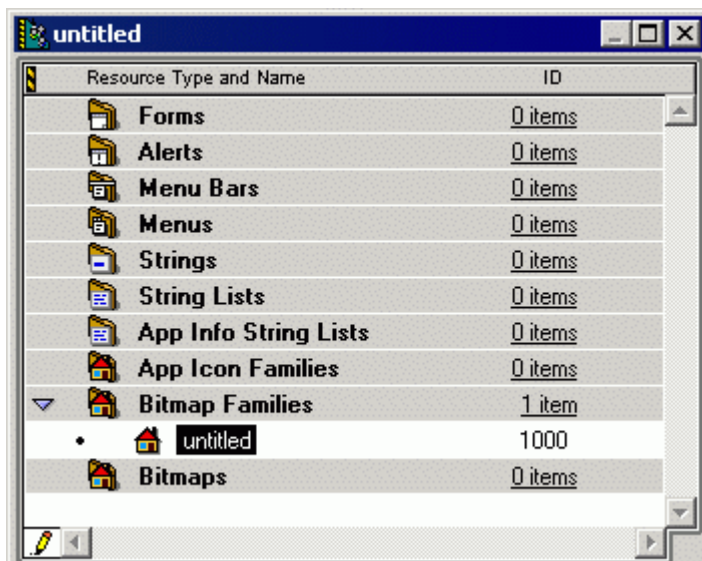 untitled
Resource Type and Name ID
Forms 0 items
Alerts 0 items
Menu Bars 0 items
Menus 0 items
Strings 0 items
String Lists 0 items
App Info String Lists 0 items
App Icon Families 0 items
Bitmap Families 1 item
untitled 1000
Bitmaps 0 items